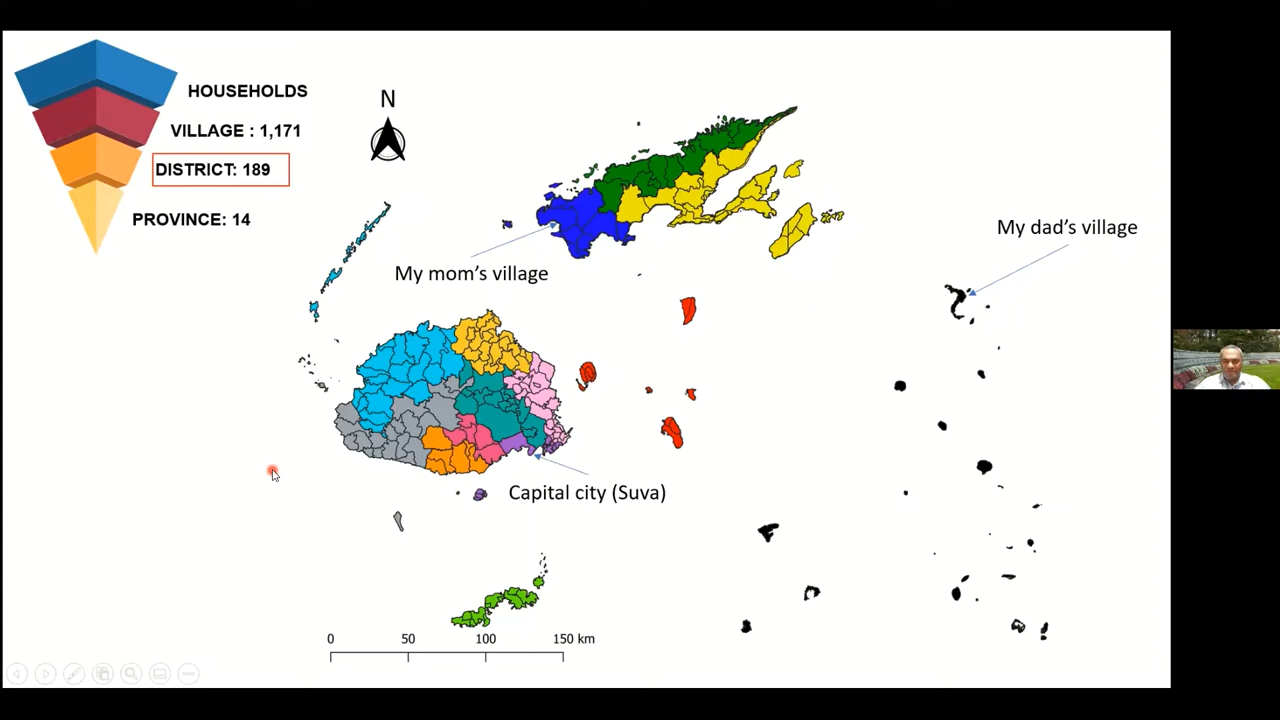 HOUSEHOLDS
VILLAGE : 1,171
DISTRICT: 189
PROVINCE: 14
N
My dad’s village
My mom’s village
Capital city (Suva)
0 50 100 150 km